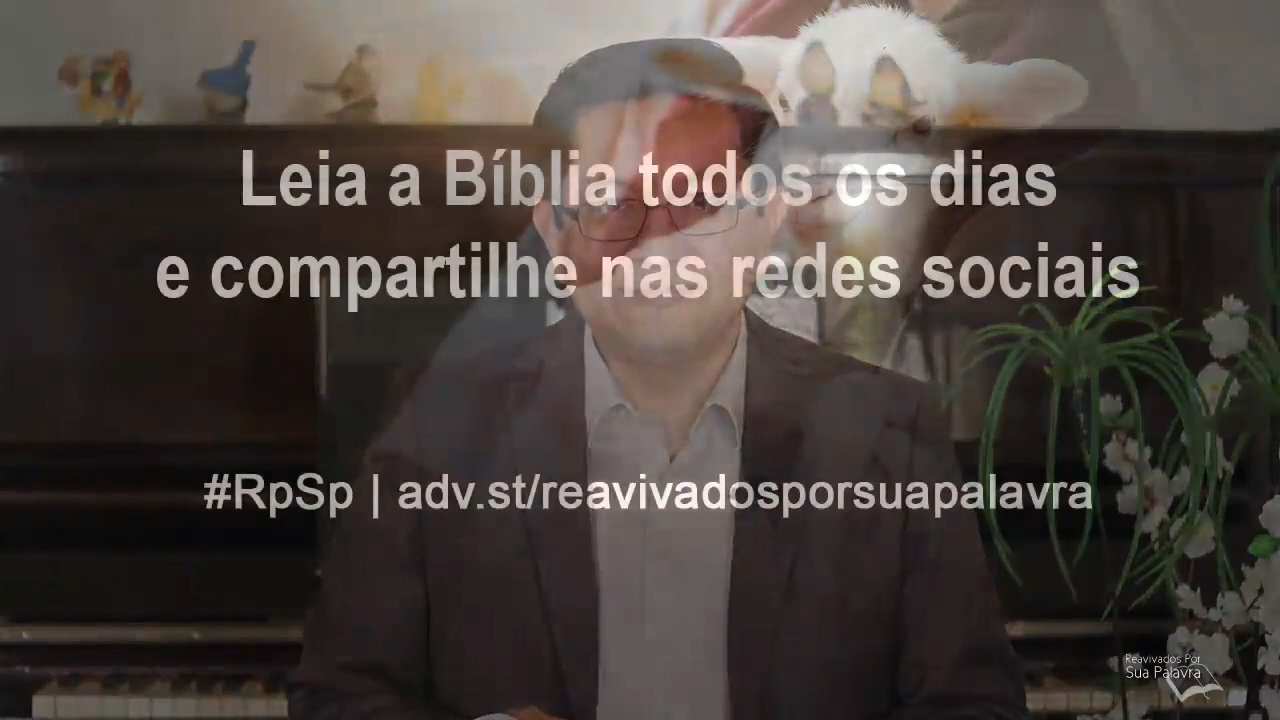 Leia a Bíblia todos os dias
e compartilhe nas redes sociais
#RpSp | adv.st/reavivadosporsuapalavra
Reavivados Por
Sua Palavra